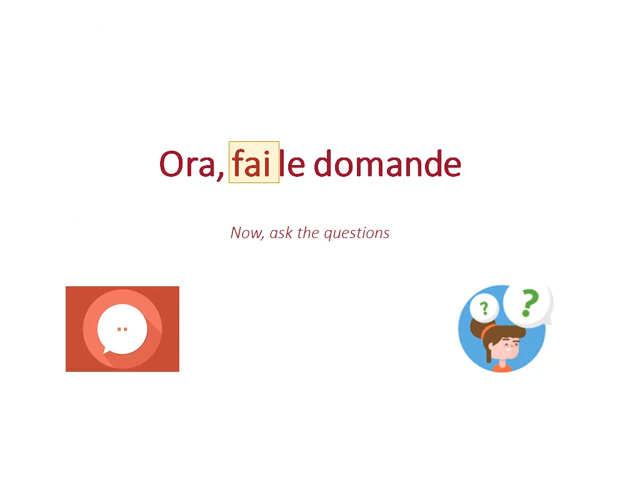 Ora, fai le domande
Now, ask the questions
? ?